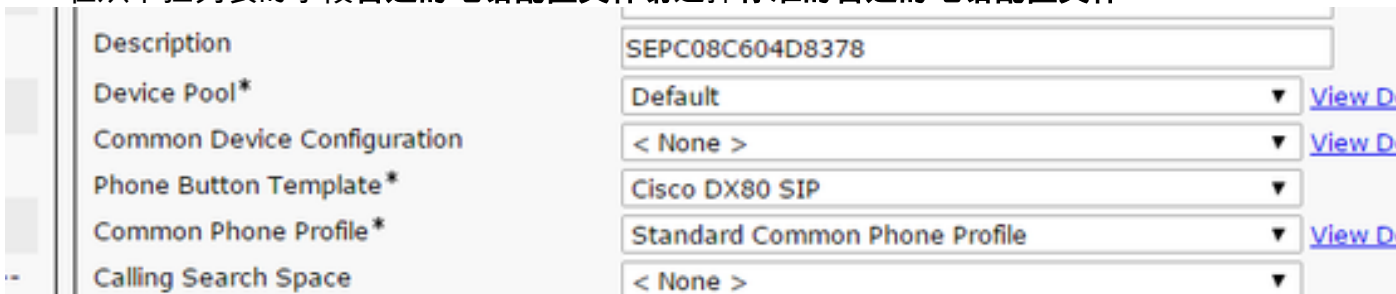 Description SEPC08C604D8378
Device Pool* Default ▼ View D
Common Device Configuration < None > ▼ View D
Phone Button Template* Cisco DX80 SIP ▼
Common Phone Profile* Standard Common Phone Profile ▼ View D
-- Calling Search Space < None > ▼